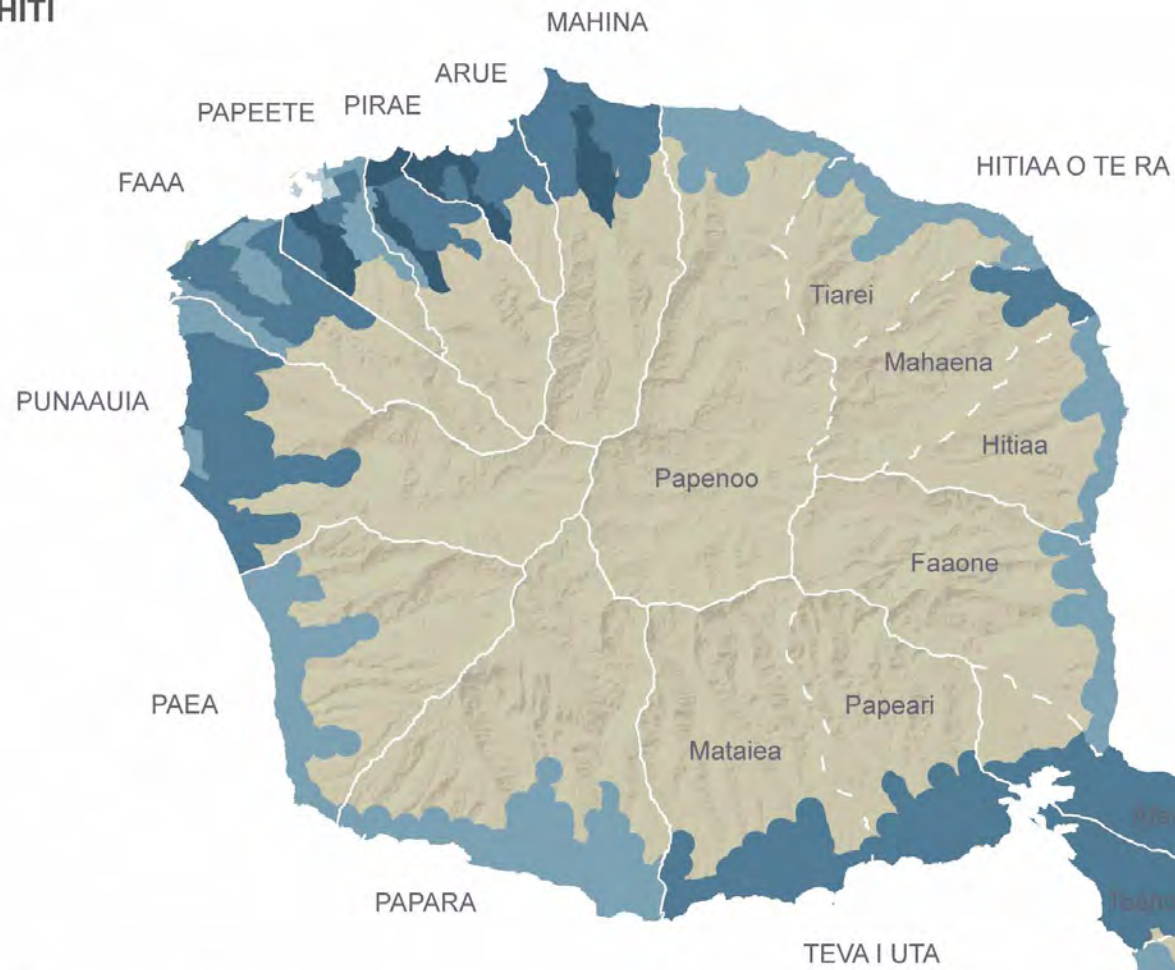 HITI
MAHINA
ARUE
PAPEETE
PIRAE
FAAA
HITIAA O TE RA
Tiarei
Mahaena
PUNAAUIA
Hitiaa
Papenoo
Faaone
PAEA
Papeari
Mataiea
PAPARA
TEVA I UTA